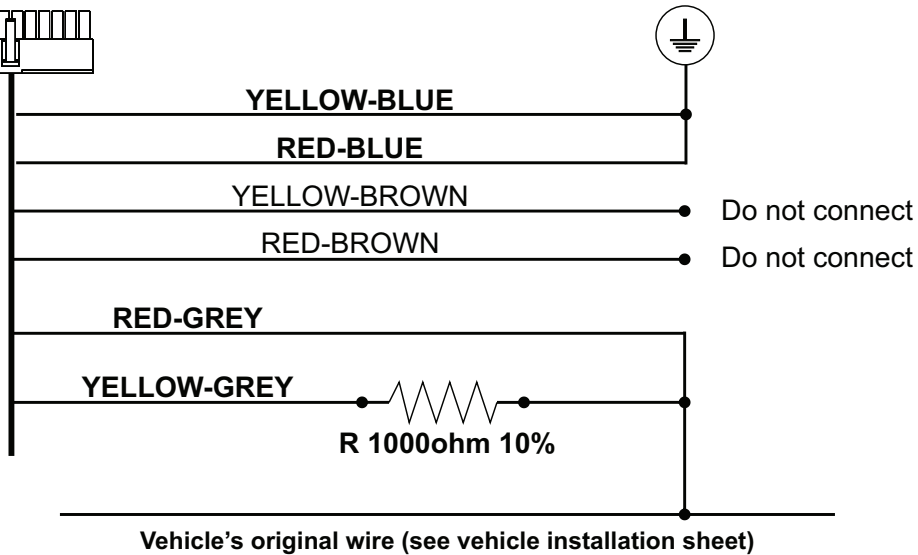 YELLOW-BLUE
RED-BLUE
YELLOW-BROWN
Do not connect
RED-BROWN
Do not connect
RED-GREY
YELLOW-GREY
R 1000ohm 10%
Vehicle's original wire (see vehicle installation sheet)